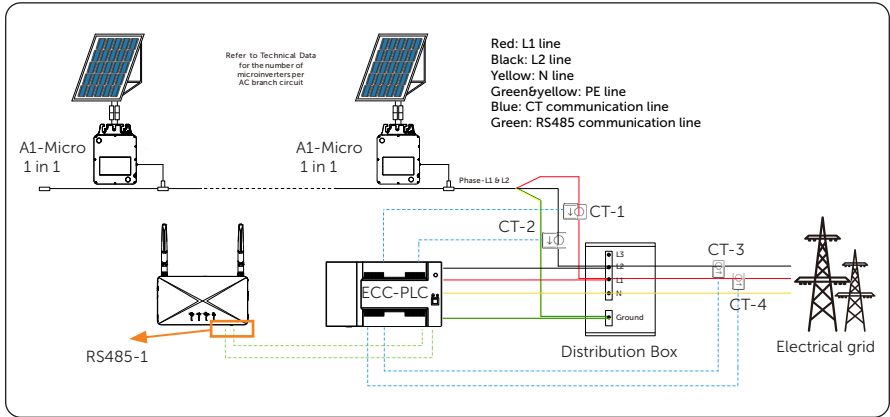 Refer to Technical Data
for the number of
microinverters per
AC branch circuit
Red: L1 line
Black: L2 line
Yellow: N line
Green&yellow: PE line
Blue: CT communication line
Green: RS485 communication line
A1-Micro
1 in 1
A1-Micro
1 in 1
Phase-L1 & L2
CT-1
CT-2
CT-3
CT-4
L3
L2
L1
N
Ground
ECC-PLC
RS485-1
Distribution Box
Electrical grid